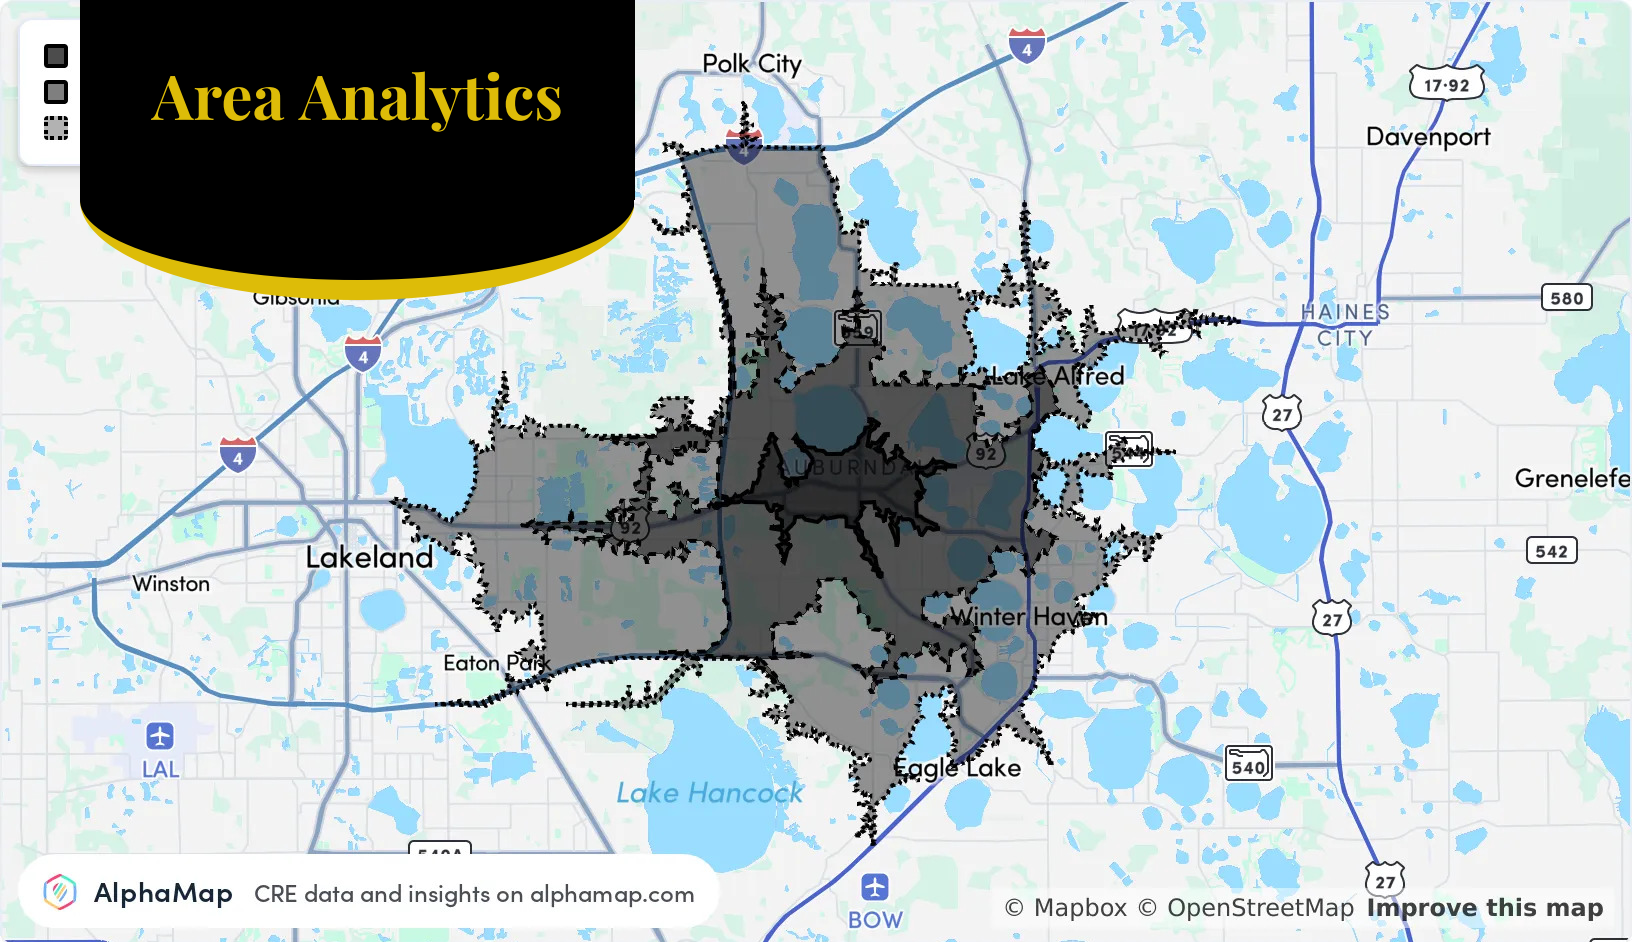 Area Analytics
Polk City
4
17·92
Davenport
4
Gibsonia
580
HAINES
CITY
4
Lake Alfred
27
4
92
AUBURNDALE
Grenelefe
92
542
Lakeland
Winston
Winter Haven
27
Eaton Park
LAL
Eagle Lake
540
Lake Hancock
540A
27
AlphaMap
CRE data and insights on alphamap.com
BOW
© Mapbox © OpenStreetMap Improve this map